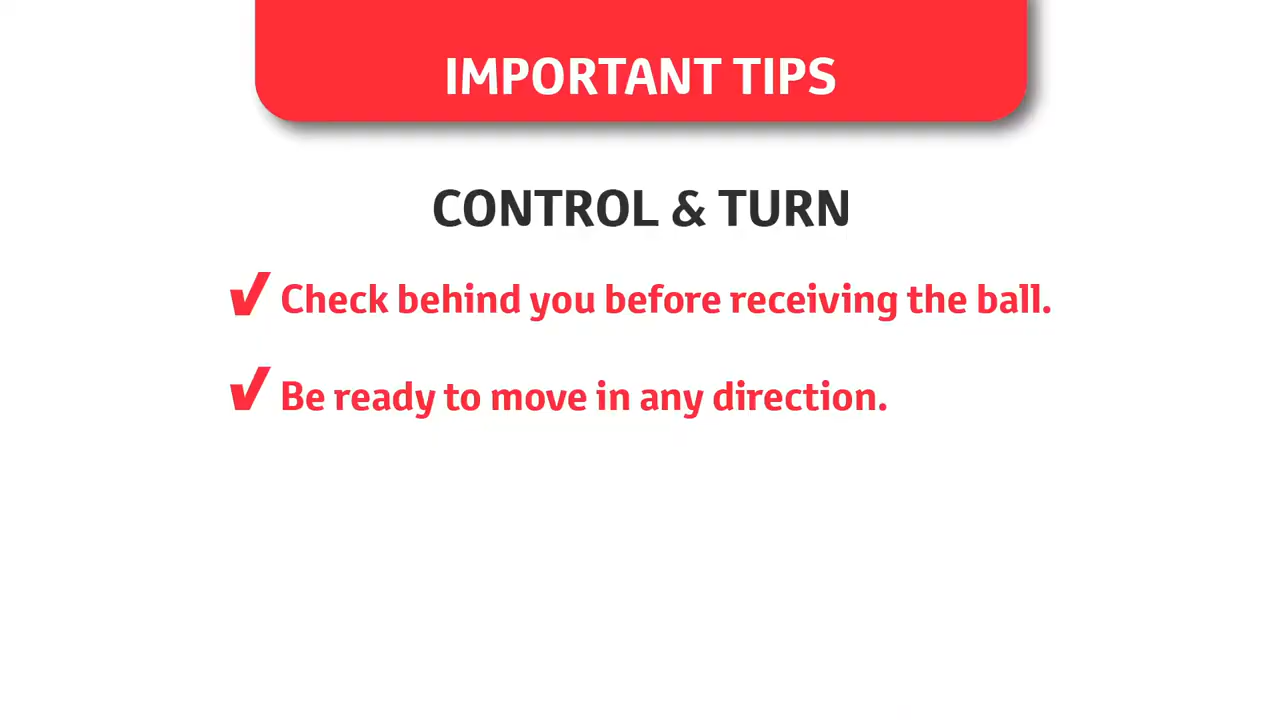 IMPORTANT TIPS
CONTROL & TURN
✔ Check behind you before receiving the ball.
✔ Be ready to move in any direction.